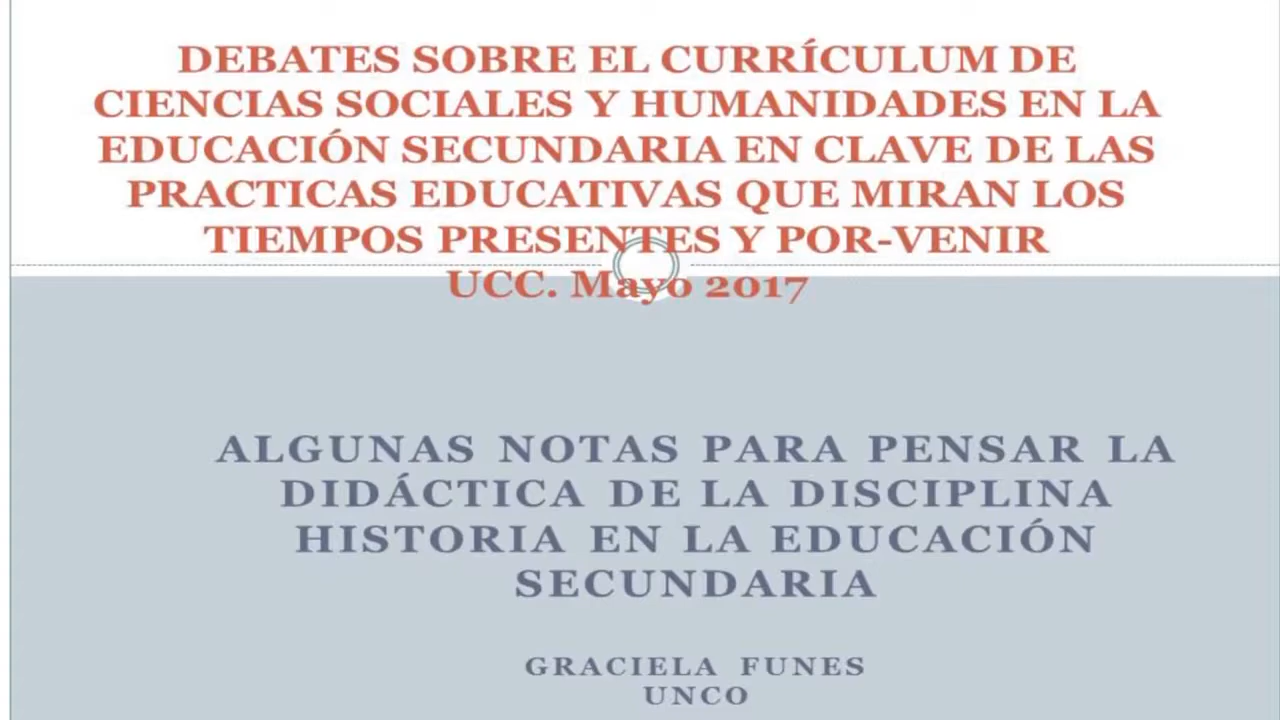 DEBATES SOBRE EL CURRÍCULUM DE
CIENCIAS SOCIALES Y HUMANIDADES EN LA
EDUCACIÓN SECUNDARIA EN CLAVE DE LAS
PRACTICAS EDUCATIVAS QUE MIRAN LOS
TIEMPOS PRESENTES Y POR-VENIR
UCC. Mayo 2017
ALGUNAS NOTAS PARA PENSAR LA
DIDÁCTICA DE LA DISCIPLINA
HISTORIA EN LA EDUCACIÓN
SECUNDARIA
GRACIELA FUNES
UNCO